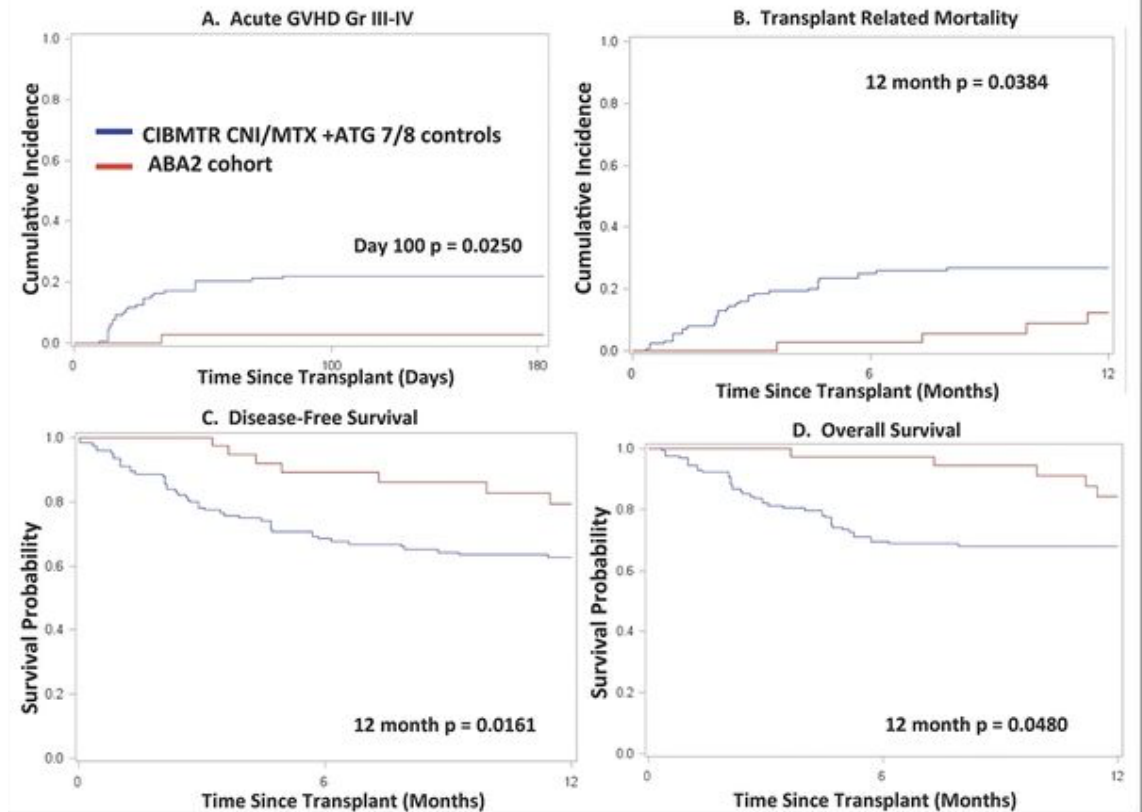 A. Acute GVHD Gr III-IV
1.0
0.8
0.6
0.4
0.2
0.0
Cumulative Incidence
CIBMTR CNI/MTX +ATG 7/8 controls
ABA2 cohort
Day 100 p = 0.0250
0 100 180
Time Since Transplant (Days)
B. Transplant Related Mortality
1.0
0.8
0.6
0.4
0.2
0.0
Cumulative Incidence
12 month p = 0.0384
0 6 12
Time Since Transplant (Months)
C. Disease-Free Survival
1.0
0.8
0.6
0.4
0.2
0.0
Survival Probability
12 month p = 0.0161
0 6 12
Time Since Transplant (Months)
D. Overall Survival
1.0
0.8
0.6
0.4
0.2
0.0
Survival Probability
12 month p = 0.0480
0 6 12
Time Since Transplant (Months)